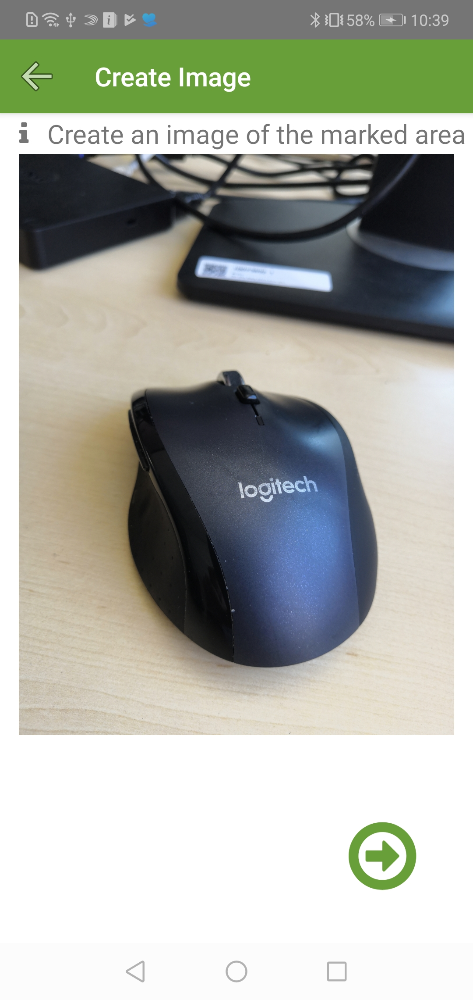 58% 10:39
Create Image
Create an image of the marked area
logitech